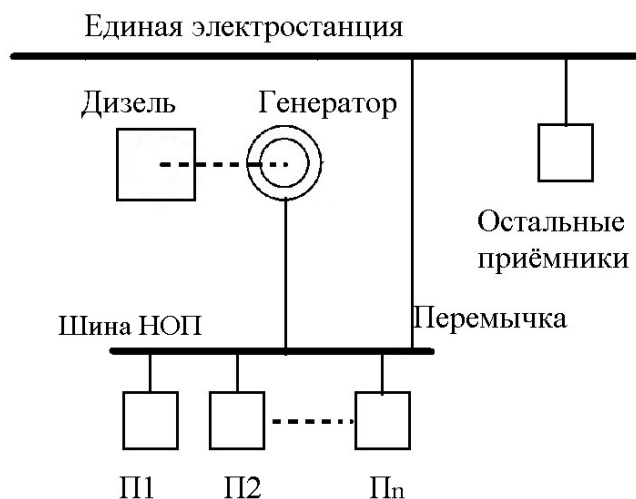 Единая электростанция
Дизель
Генератор
Остальные
приёмники
Шина НОП
Перемычка
П1
П2
Пn